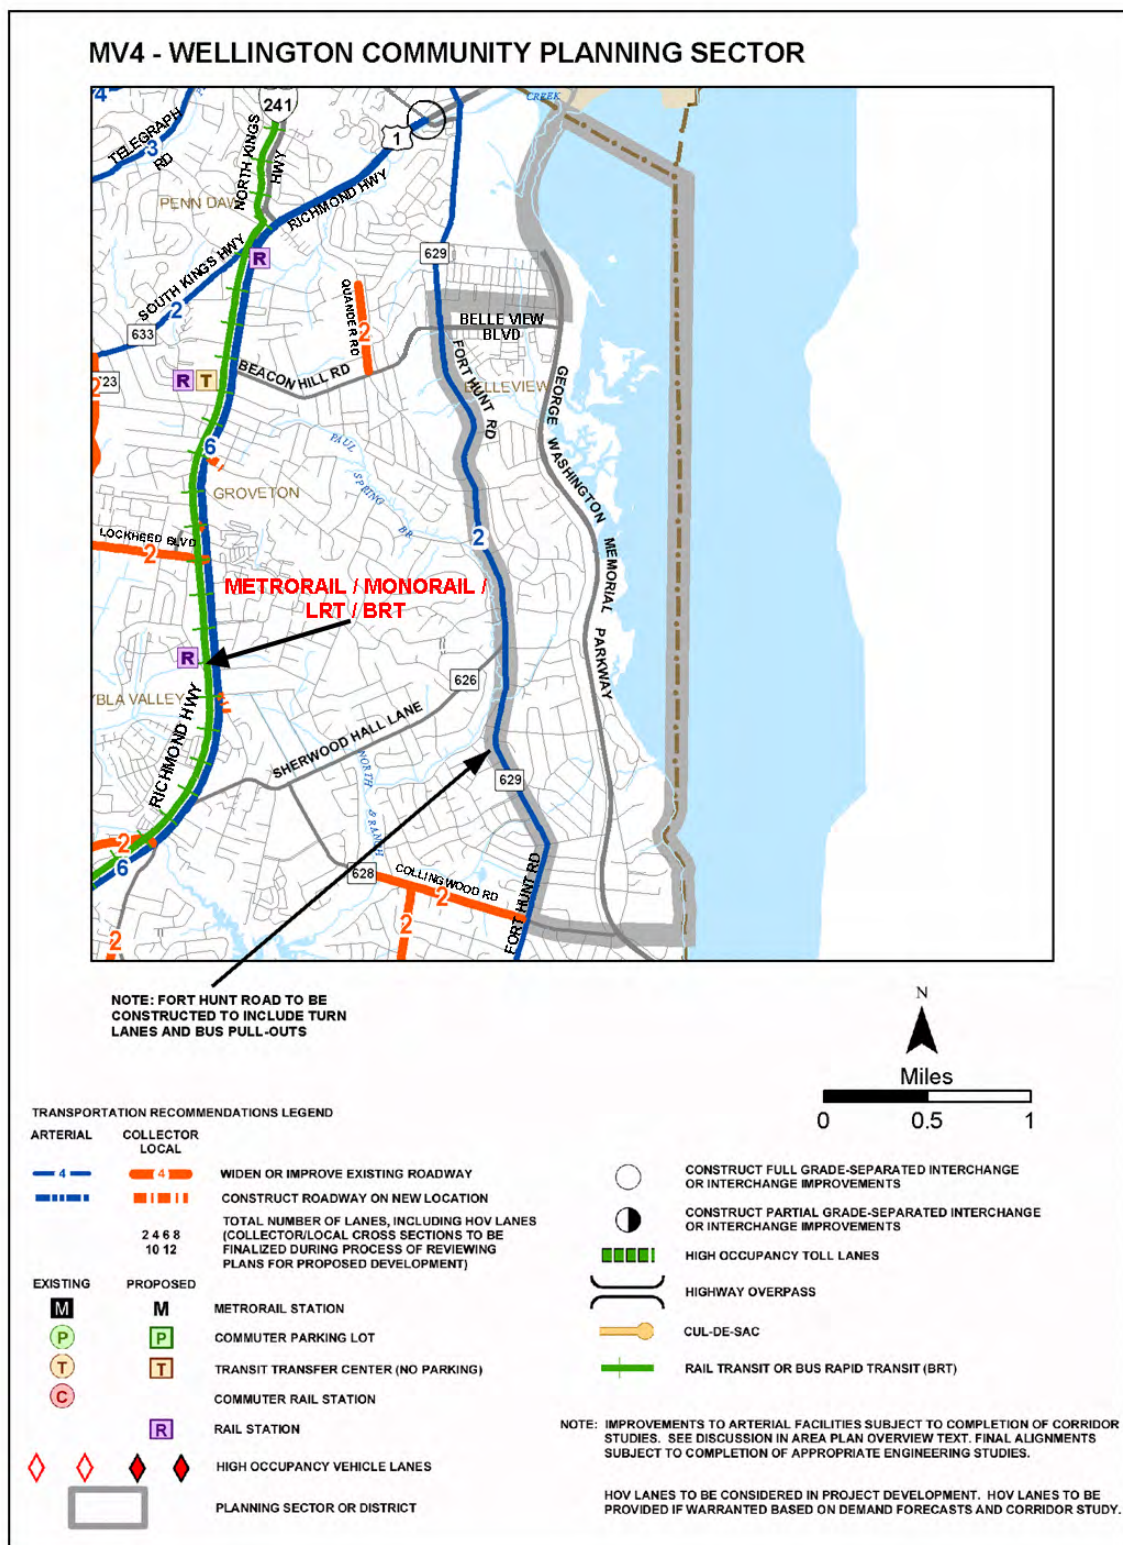 MV4 - WELLINGTON COMMUNITY PLANNING SECTOR
4
241
CREEK
TELEGRAPH
RD
3
NORTH KINGS
HWY
1
RICHMOND HWY
PENN DAW
SOUTH KINGS HWY
R
629
2
633
QUANDER RD
2
BELLE VIEW
BLVD
R
T
BEACON HILL RD
FORT HUNT RD
BELLEVIEW
GEORGE WASHINGTON MEMORIAL PARKWAY
2
6
PAUL SPRING BR
GROVETON
LOCKHEED BLVD
2
2
METRORAIL / MONORAIL /
LRT / BRT
R
626
RICHMOND HWY
SHERWOOD HALL LANE
NORTH BRANCH
629
2
6
628
COLLINGWOOD RD
2
2
2
FORT HUNT RD
NOTE: FORT HUNT ROAD TO BE
CONSTRUCTED TO INCLUDE TURN
LANES AND BUS PULL-OUTS
N
Miles
0 0.5 1
TRANSPORTATION RECOMMENDATIONS LEGEND
ARTERIAL COLLECTOR
LOCAL
4 4 WIDEN OR IMPROVE EXISTING ROADWAY
CONSTRUCT ROADWAY ON NEW LOCATION
2 4 6 8
10 12
TOTAL NUMBER OF LANES, INCLUDING HOV LANES
(COLLECTOR/LOCAL CROSS SECTIONS TO BE
FINALIZED DURING PROCESS OF REVIEWING
PLANS FOR PROPOSED DEVELOPMENT)
EXISTING PROPOSED
M M METRORAIL STATION
P P COMMUTER PARKING LOT
T T TRANSIT TRANSFER CENTER (NO PARKING)
C COMMUTER RAIL STATION
R RAIL STATION
HIGH OCCUPANCY VEHICLE LANES
PLANNING SECTOR OR DISTRICT
CONSTRUCT FULL GRADE-SEPARATED INTERCHANGE
OR INTERCHANGE IMPROVEMENTS
CONSTRUCT PARTIAL GRADE-SEPARATED INTERCHANGE
OR INTERCHANGE IMPROVEMENTS
HIGH OCCUPANCY TOLL LANES
HIGHWAY OVERPASS
CUL-DE-SAC
RAIL TRANSIT OR BUS RAPID TRANSIT (BRT)
NOTE: IMPROVEMENTS TO ARTERIAL FACILITIES SUBJECT TO COMPLETION OF CORRIDOR
STUDIES. SEE DISCUSSION IN AREA PLAN OVERVIEW TEXT. FINAL ALIGNMENTS
SUBJECT TO COMPLETION OF APPROPRIATE ENGINEERING STUDIES.
HOV LANES TO BE CONSIDERED IN PROJECT DEVELOPMENT. HOV LANES TO BE
PROVIDED IF WARRANTED BASED ON DEMAND FORECASTS AND CORRIDOR STUDY.